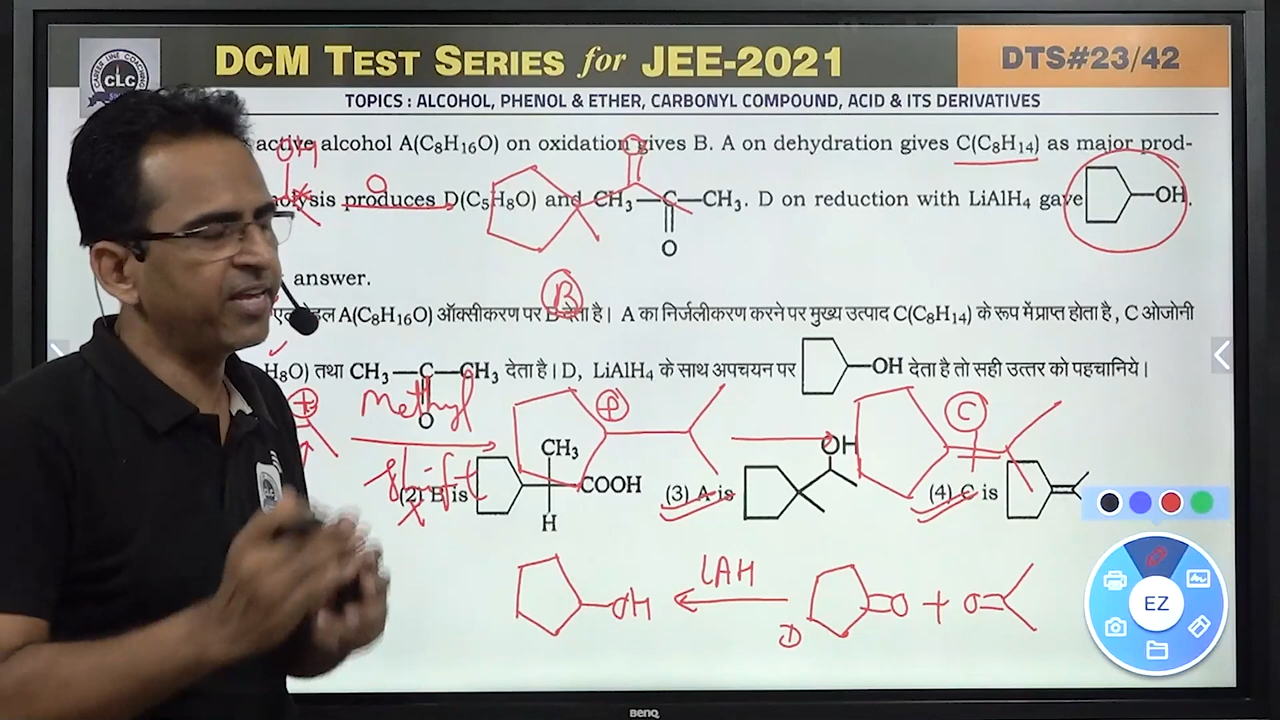 DCM TEST SERIES for JEE-2021
DTS#23/42
CLC
TOPICS : ALCOHOL, PHENOL & ETHER, CARBONYL COMPOUND, ACID & ITS DERIVATIVES
active alcohol A(C₈H₁₆O) on oxidation gives B. A on dehydration gives C(C₈H₁₄) as major prod-
OH
O
produces D(C₅H₈O) and CH₃—C—CH₃. D on reduction with LiAlH₄ gave —OH.
O
answer.
B
A(C₈H₁₆O) ऑक्सीकरण पर B देता है। A का निर्जलीकरण करने पर मुख्य उत्पाद C(C₈H₁₄) के रूप में प्राप्त होता है, C ओजोनी
H₈O) तथा CH₃—C—CH₃ देता है। D, LiAlH₄ के साथ अपचयन पर —OH देता है तो सही उत्तर को पहचानिये।
O
+ Methyl
shift
⊕
C
CH₃
OH
(2) B is COOH (3) A is (4) C is
H
OH LAH =O + O=
D
EZ
BENQ